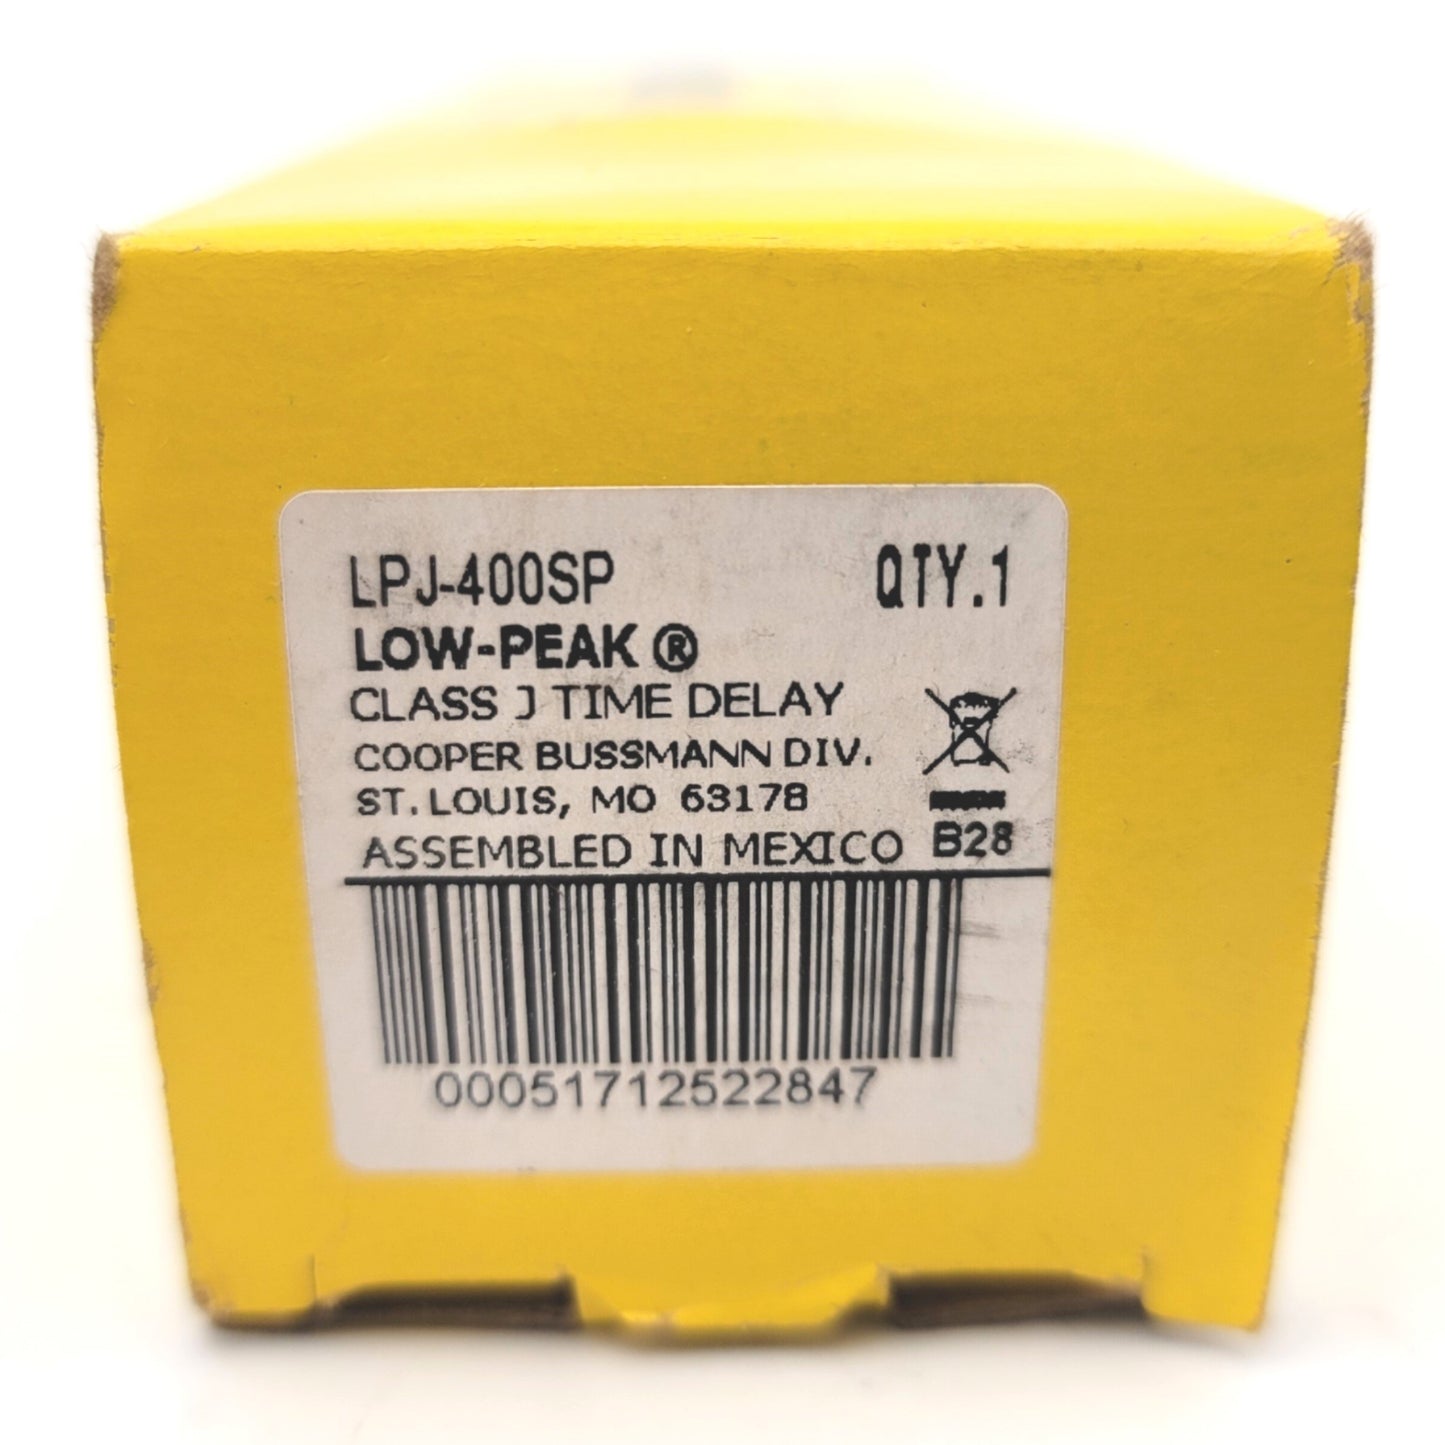 LPJ-400SP QTY.1
LOW-PEAK ®
CLASS J TIME DELAY
COOPER BUSSMANN DIV.
ST. LOUIS, MO 63178
ASSEMBLED IN MEXICO B28
00051712522847